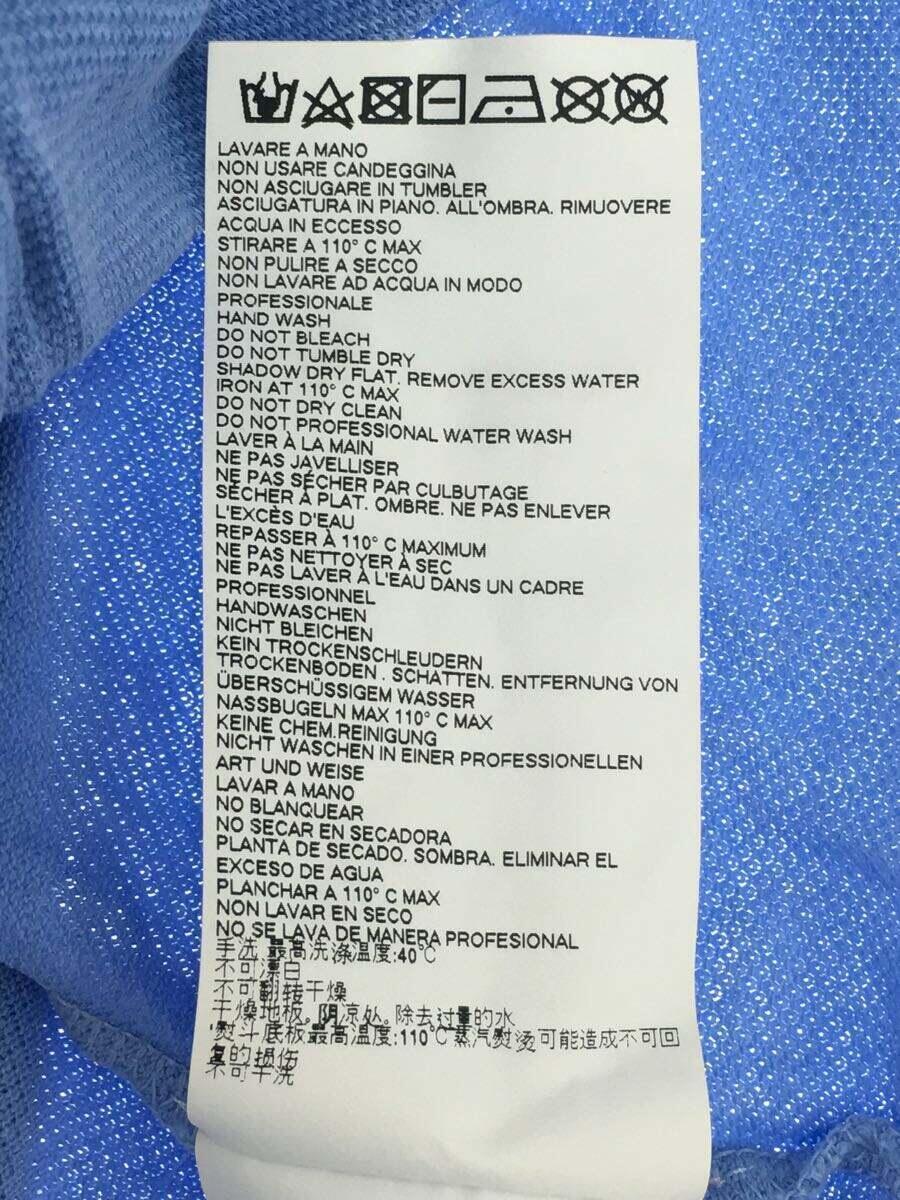 LAVARE A MANO
NON USARE CANDEGGINA
NON ASCIUGARE IN TUMBLER
ASCIUGATURA IN PIANO. ALL'OMBRA. RIMUOVERE
ACQUA IN ECCESSO
STIRARE A 110° C MAX
NON PULIRE A SECCO
NON LAVARE AD ACQUA IN MODO
PROFESSIONALE
HAND WASH
DO NOT BLEACH
DO NOT TUMBLE DRY
SHADOW DRY FLAT. REMOVE EXCESS WATER
IRON AT 110° C MAX
DO NOT DRY CLEAN
DO NOT PROFESSIONAL WATER WASH
LAVER À LA MAIN
NE PAS JAVELLISER
NE PAS SÉCHER PAR CULBUTAGE
SÉCHER À PLAT. OMBRE. NE PAS ENLEVER
L'EXCÈS D'EAU
REPASSER À 110° C MAXIMUM
NE PAS NETTOYER À SEC
NE PAS LAVER À L'EAU DANS UN CADRE
PROFESSIONNEL
HANDWASCHEN
NICHT BLEICHEN
KEIN TROCKENSCHLEUDERN
TROCKENBODEN . SCHATTEN. ENTFERNUNG VON
ÜBERSCHÜSSIGEM WASSER
NASSBUGELN MAX 110° C MAX
KEINE CHEM.REINIGUNG
NICHT WASCHEN IN EINER PROFESSIONELLEN
ART UND WEISE
LAVAR A MANO
NO BLANQUEAR
NO SECAR EN SECADORA
PLANTA DE SECADO. SOMBRA. ELIMINAR EL
EXCESO DE AGUA
PLANCHAR A 110° C MAX
NON LAVAR EN SECO
NO SE LAVA DE MANERA PROFESIONAL
手洗 最高洗涤温度:40℃
不可漂白
不可翻转干燥
干燥地板。阴凉处。除去过量的水
熨斗底板最高温度:110℃蒸汽熨烫可能造成不可回
复的损伤
不可干洗